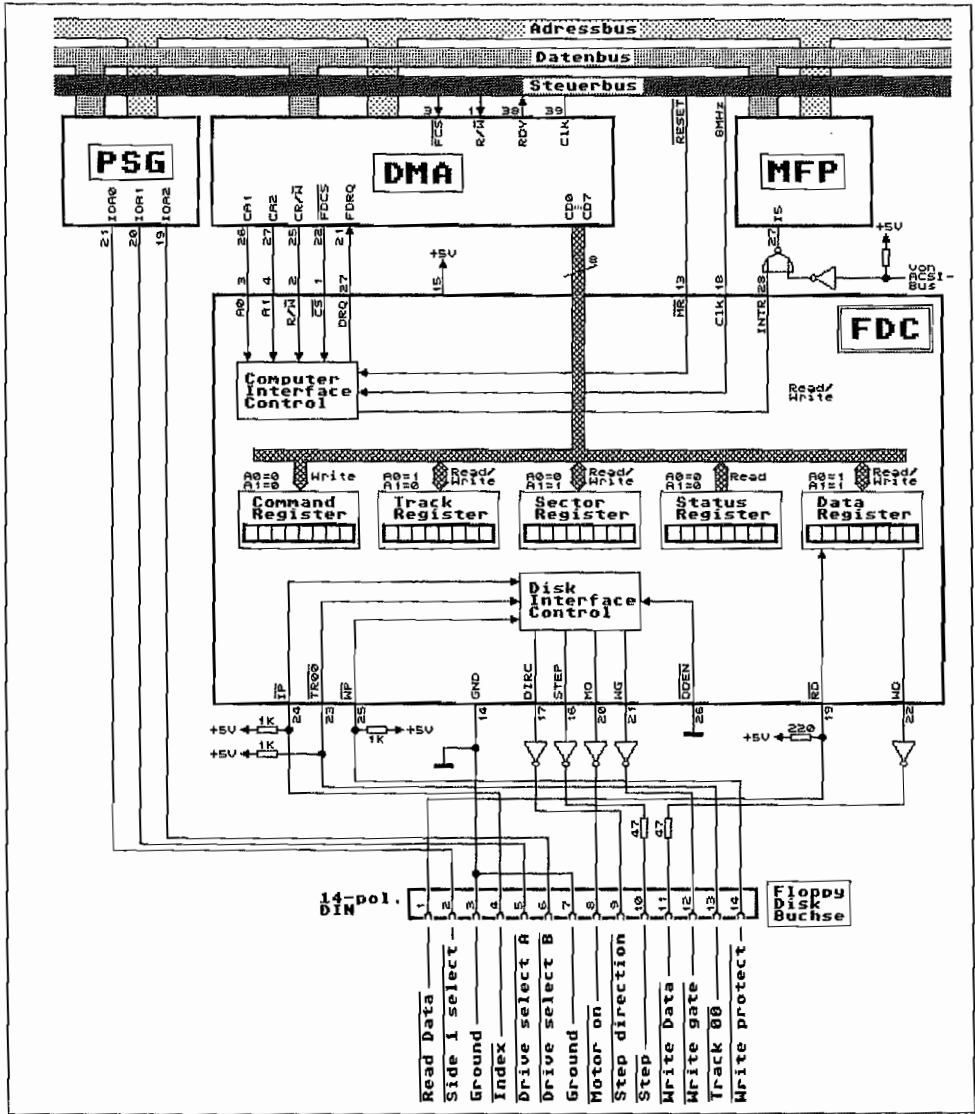 Adressbus
Datenbus
Steuerbus
3 1 38 39
FCS R/W RDY Clk
RESET 8MHz
PSG
DMA
MFP
IOA0 IOA1 IOA2
21 20 19
CA1 CA2 CR/W FDCS FDRQ
26 27 25 22 21
CD0
CD7
8
I5
27
+5V
von
ACSI-
Bus
+5V
3 4 2 1 27 15 13 18 28
A0 A1 R/W CS DRQ MR Clk INTR
FDC
Computer
Interface
Control
Read/
Write
A0=0
A1=0
Write
A0=1
A1=0
Read/
Write
A0=0
A1=1
Read/
Write
A0=0
A1=0
Read
A0=1
A1=1
Read/
Write
Command
Register
Track
Register
Sector
Register
Status
Register
Data
Register
Disk
Interface
Control
IP TR00 WP GND DIRC STEP MO WG DDEN RD WD
24 23 25 14 17 16 20 21 26 19 22
+5V 1K
1K +5V
+5V 1K
+5V 220
47 47
14-pol.
DIN
1 2 3 4 5 6 7 8 9 10 11 12 13 14
Floppy
Disk
Buchse
Read Data
Side 1 select
Ground
Index
Drive select A
Drive select B
Ground
Motor on
Step direction
Step
Write Data
Write gate
Track 00
Write protect